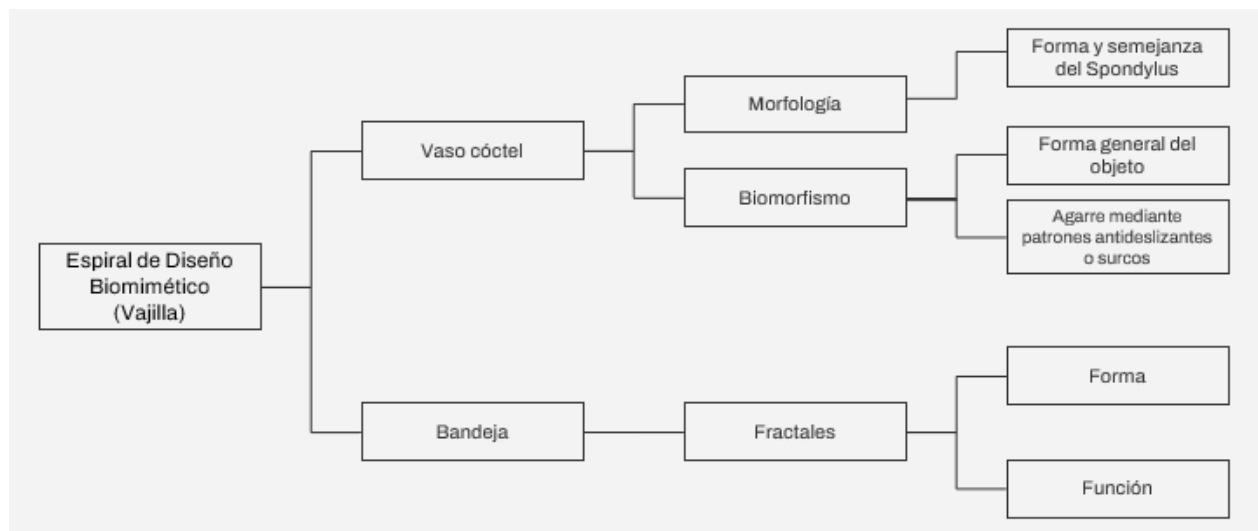 Forma y semejanza
del Spondylus
Morfología
Vaso cóctel
Forma general del
objeto
Biomorfismo
Agarre mediante
patrones antideslizantes
o surcos
Espiral de Diseño
Biomimético
(Vajilla)
Forma
Bandeja
Fractales
Función